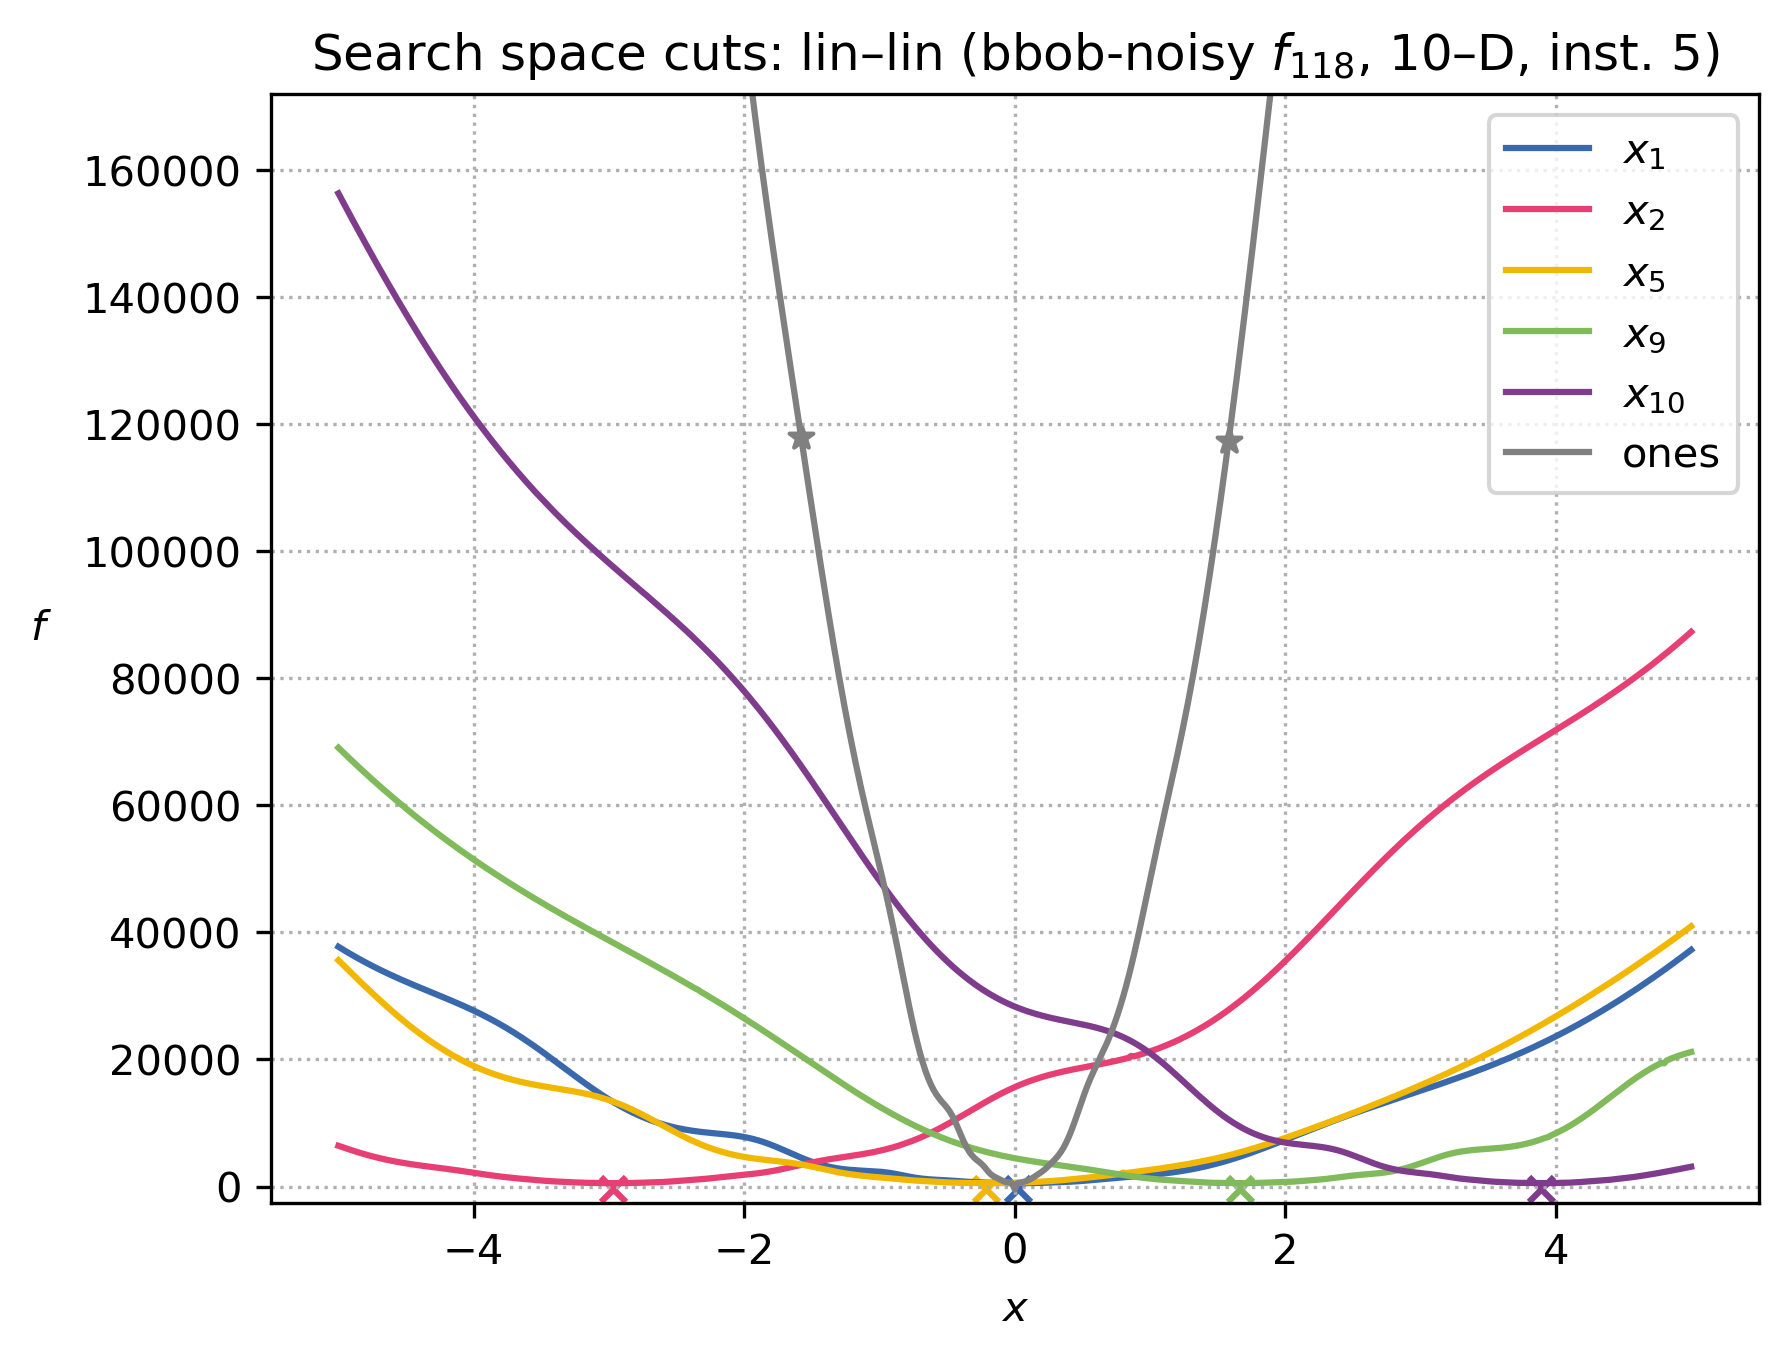 Search space cuts: lin–lin (bbob-noisy f118, 10–D, inst. 5)
160000
140000
120000
100000
80000
60000
40000
20000
0
f
−4
−2
0
2
4
x
x1
x2
x5
x9
x10
ones